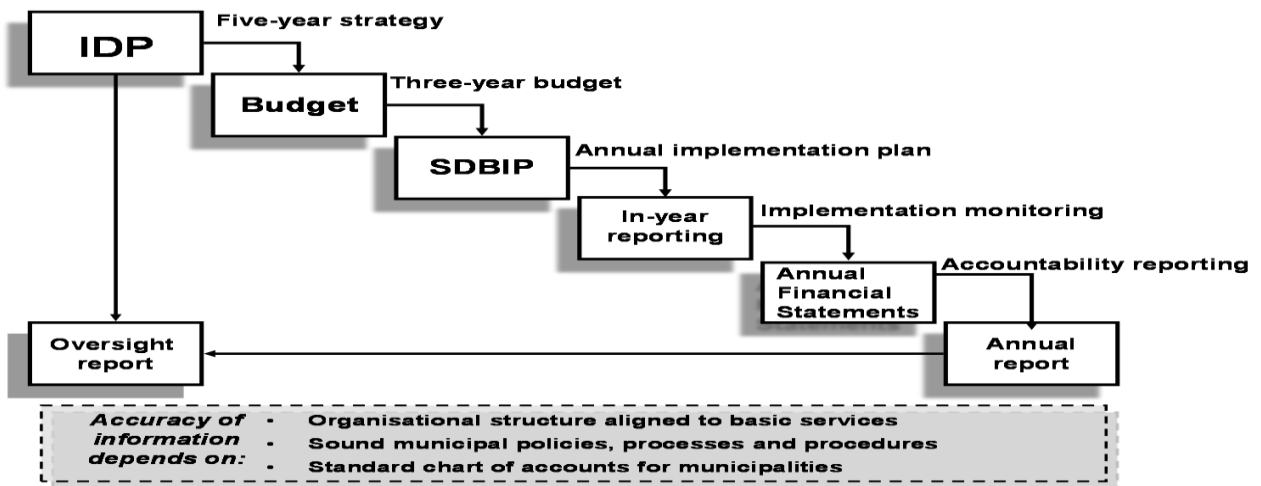 Five-year strategy
IDP
Three-year budget
Budget
Annual implementation plan
SDBIP
In-year
reporting
Implementation monitoring
Annual
Financial
Statements
Accountability reporting
Oversight
report
Annual
report
Accuracy of
information
depends on:
- Organisational structure aligned to basic services
- Sound municipal policies, processes and procedures
- Standard chart of accounts for municipalities